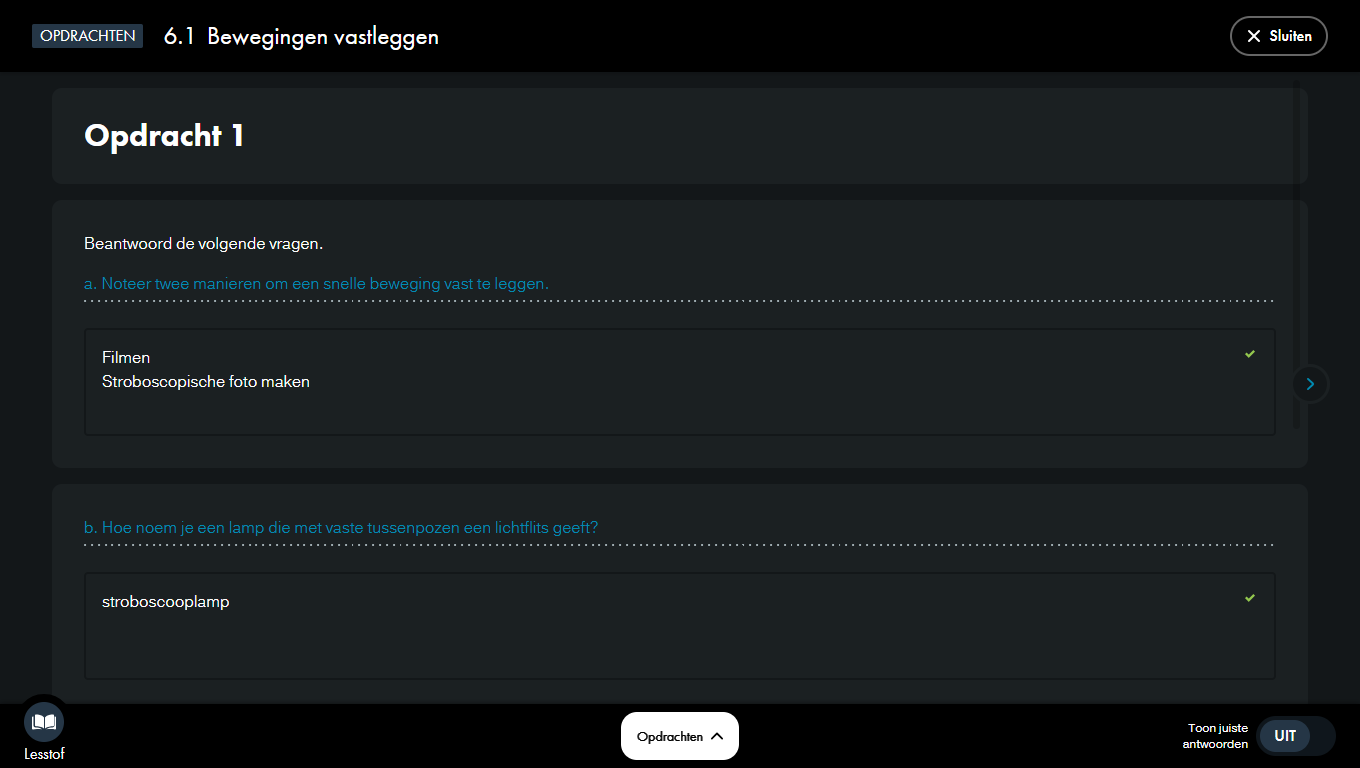 OPDRACHTEN 6.1 Bewegingen vastleggen
Sluiten
Opdracht 1
Beantwoord de volgende vragen.
a. Noteer twee manieren om een snelle beweging vast te leggen.
Filmen
Stroboscopische foto maken
b. Hoe noem je een lamp die met vaste tussenpozen een lichtflits geeft?
stroboscooplamp
Lesstof
Opdrachten
Toon juiste
antwoorden
UIT